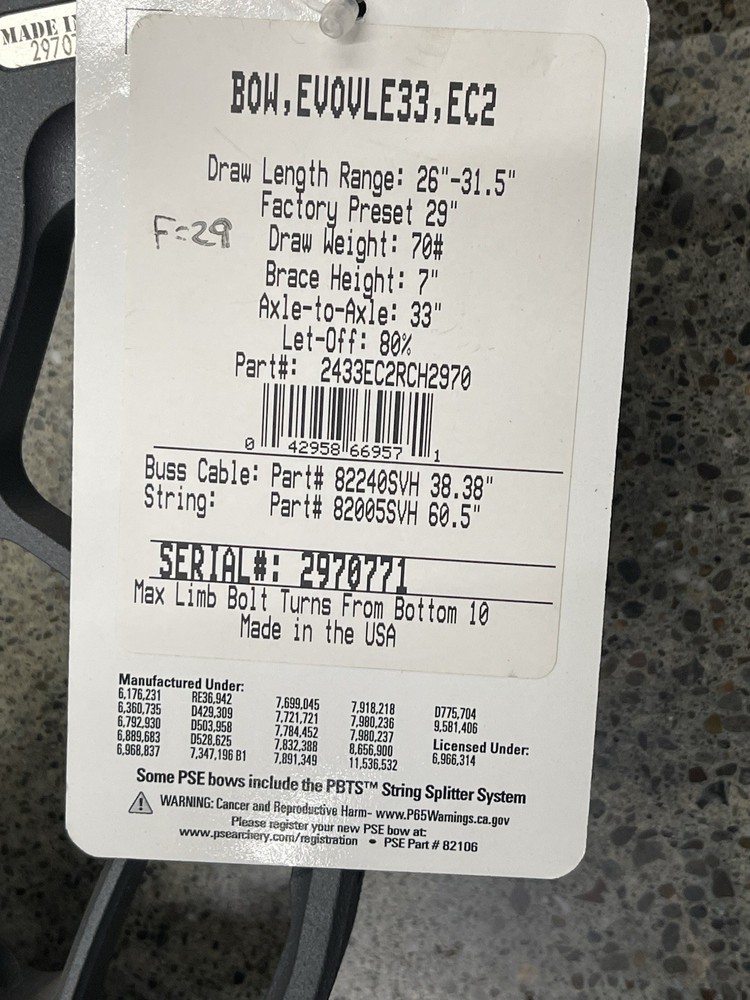 MADE IN
2970
BOW,EVOVLE33,EC2
Draw Length Range: 26"-31.5"
Factory Preset 29"
F=29
Draw Weight: 70#
Brace Height: 7"
Axle-to-Axle: 33"
Let-Off: 80%
Part#: 2433EC2RCH2970
0 42958 66957 1
Buss Cable: Part# 82240SVH 38.38"
String: Part# 82005SVH 60.5"
SERIAL#: 2970771
Max Limb Bolt Turns From Bottom 10
Made in the USA
Manufactured Under:
6,176,231 RE36,942 7,699,045 7,918,218 D775,704
6,360,735 D429,309 7,721,721 7,980,236 9,581,406
6,792,930 D503,958 7,784,452 7,980,237
6,889,683 D528,625 7,832,388 8,656,900 Licensed Under:
6,968,837 7,347,196 B1 7,891,349 11,536,532 6,966,314
Some PSE bows include the PBTS™ String Splitter System
WARNING: Cancer and Reproductive Harm- www.P65Warnings.ca.gov
Please register your new PSE bow at:
www.psearchery.com/registration • PSE Part # 82106